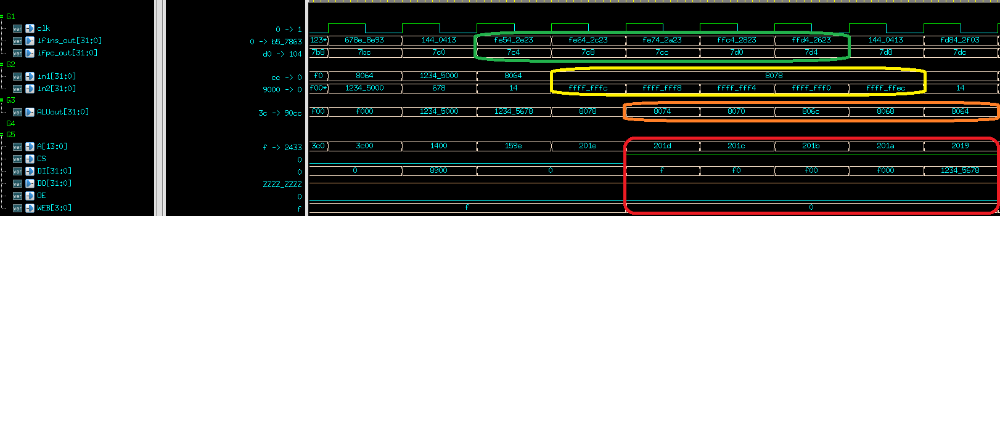 G1
ver clk 0 -> 1
ver ifins_out[31:0] 0 -> b5_7863 123* 678e_8e93 144_0413 fe54_2e23 fe64_2c23 fe74_2a23 ffc4_2823 ffd4_2623 144_0413 fd84_2f03
ver ifpc_out[31:0] d0 -> 104 7b8 7bc 7c0 7c4 7c8 7cc 7d0 7d4 7d8 7dc
G2
ver in1[31:0] cc -> 0 f0 8064 1234_5000 8064 8078
ver in2[31:0] 9000 -> 0 f00* 1234_5000 678 14 ffff_fffc ffff_fff8 ffff_fff4 ffff_fff0 ffff_ffec 14
G3
ver ALUout[31:0] 3c -> 90cc f00 f000 1234_5000 1234_5678 8078 8074 8070 806c 8068 8064
G4
G5
ver A[13:0] f -> 2433 3c0 3c00 1400 159e 201e 201d 201c 201b 201a 2019
ver CS 0
ver DI[31:0] 0 0 8900 0 f f0 f00 f000 1234_5678
ver DO[31:0] ZZZZ_ZZZZ
ver OE 0
ver WEB[3:0] f f 0